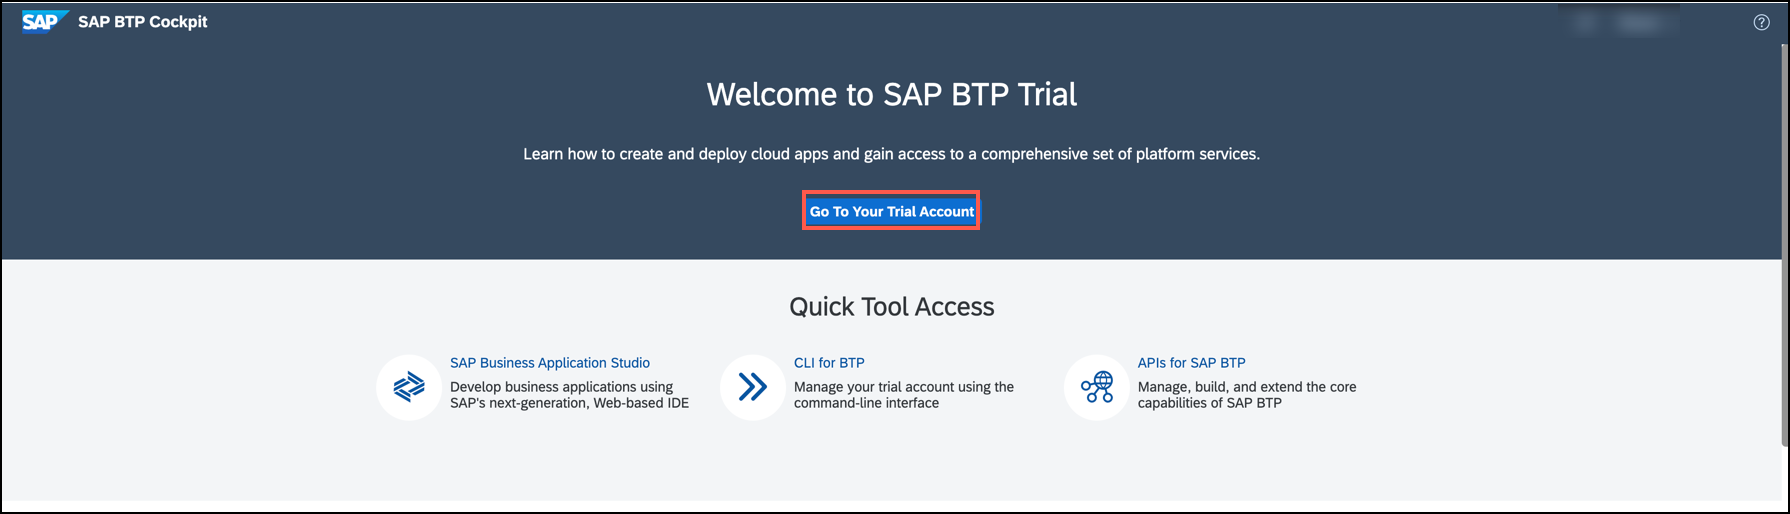 SAP SAP BTP Cockpit
Welcome to SAP BTP Trial
Learn how to create and deploy cloud apps and gain access to a comprehensive set of platform services.
Go To Your Trial Account
Quick Tool Access
SAP Business Application Studio
Develop business applications using
SAP's next-generation, Web-based IDE
CLI for BTP
Manage your trial account using the
command-line interface
APIs for SAP BTP
Manage, build, and extend the core
capabilities of SAP BTP